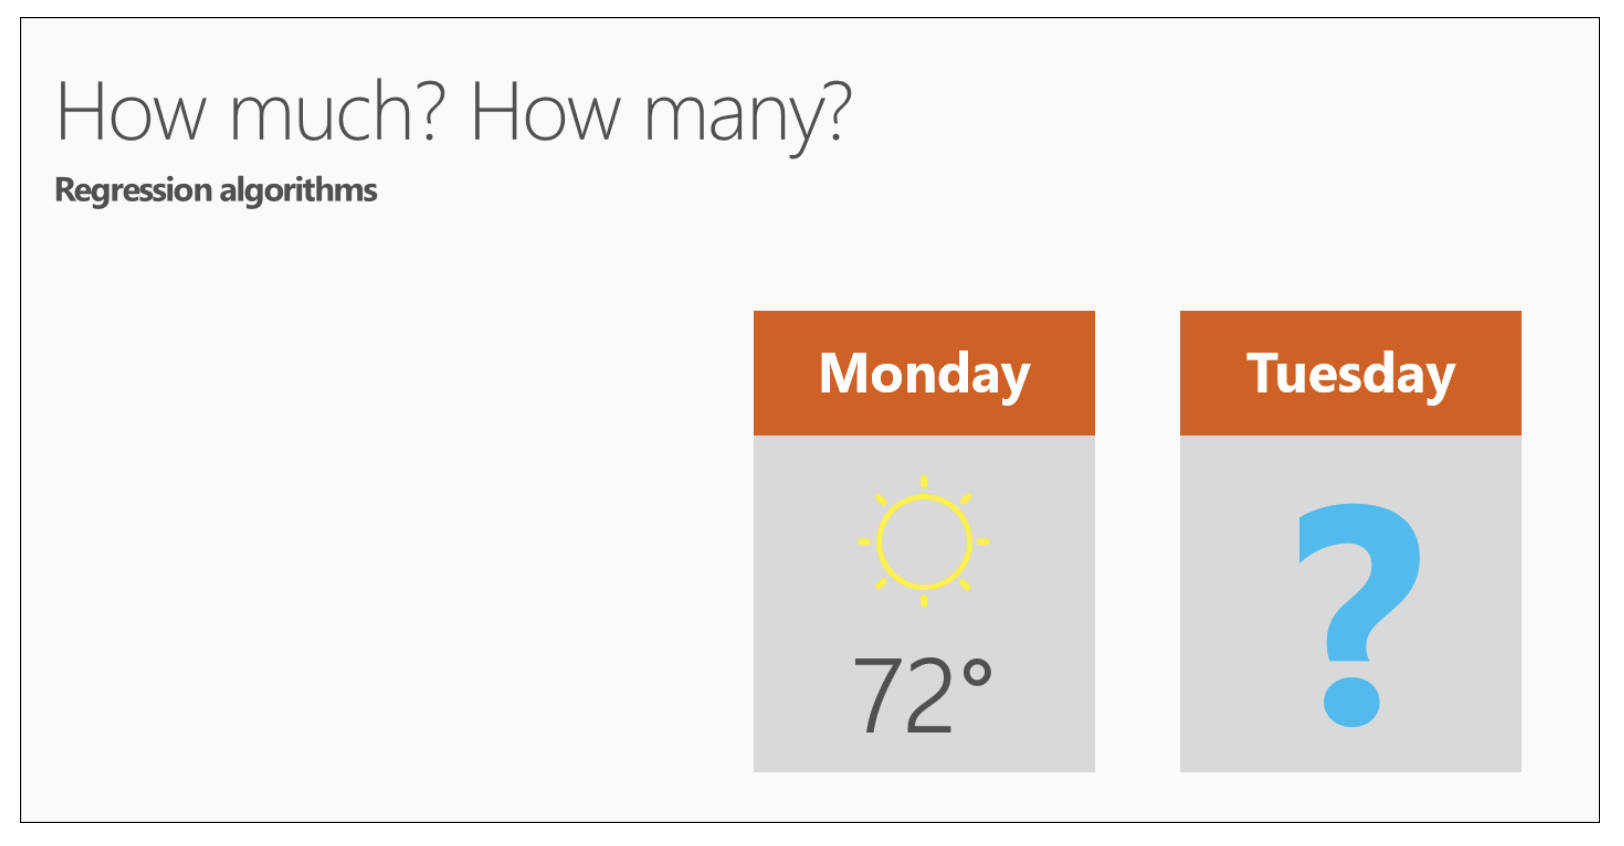 How much? How many?
Regression algorithms
Monday
Tuesday
72°
?